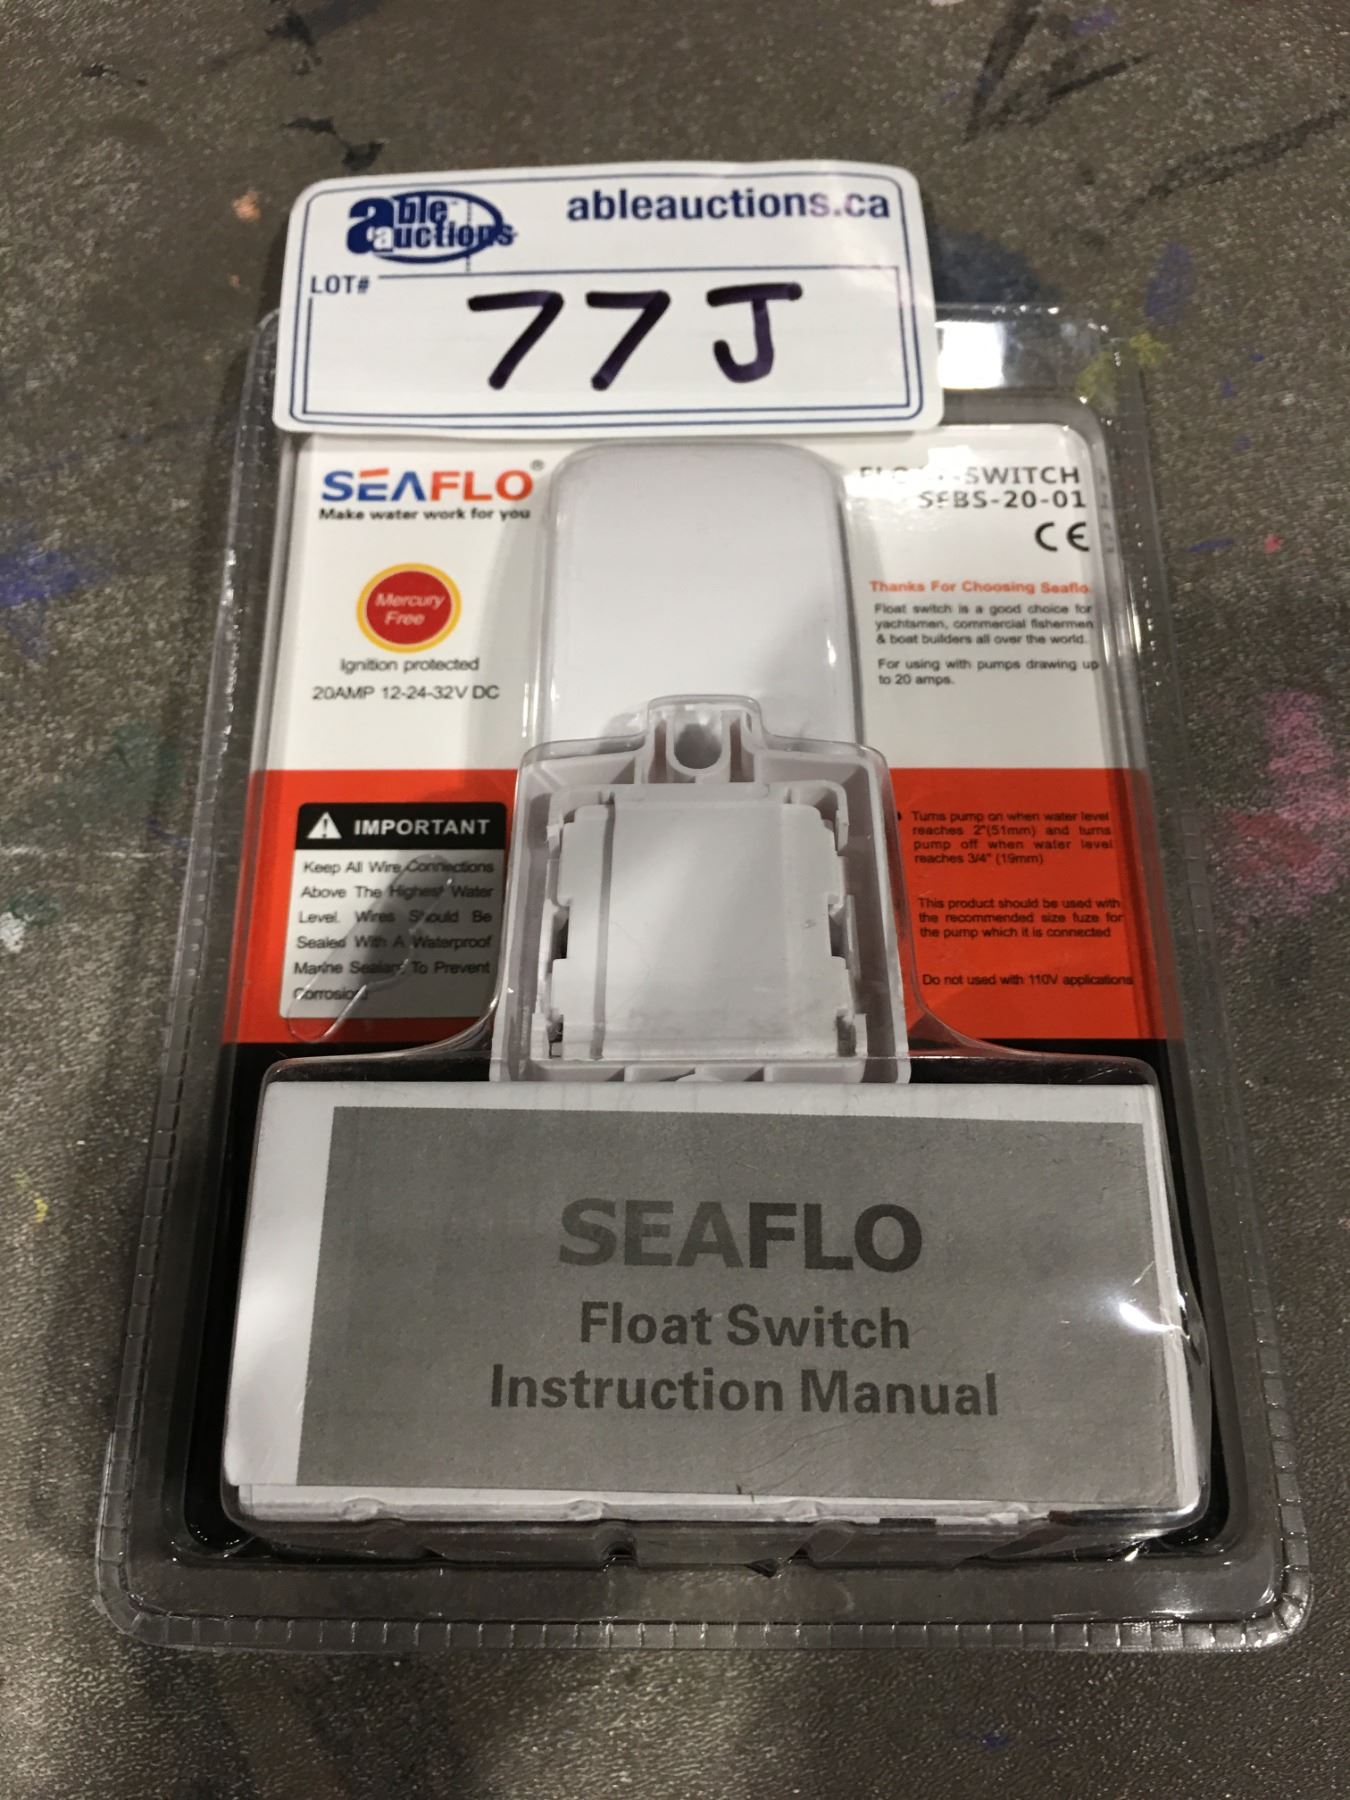 able auctions
ableauctions.ca
LOT#
77J
SEAFLO®
Make water work for you
Mercury
Free
Ignition protected
20AMP 12-24-32V DC
SWITCH
-20-01
CE
Thanks For Choosing Seaflo.
Float switch is a good choice for
yachtsmen, commercial fishermen
& boat builders all over the world.
For using with pumps drawing up
to 20 amps.
IMPORTANT
Keep All Wire Connections
Above The Highest Water
Level. Wires Should Be
Sealed With A Waterproof
Marine Sealant To Prevent
Corrosion
Turns pump on when water level
reaches 2"(51mm) and turns
pump off when water level
reaches 3/4" (19mm)
This product should be used with
the recommended size fuze for
the pump which it is connected
Do not used with 110V applications
SEAFLO
Float Switch
Instruction Manual